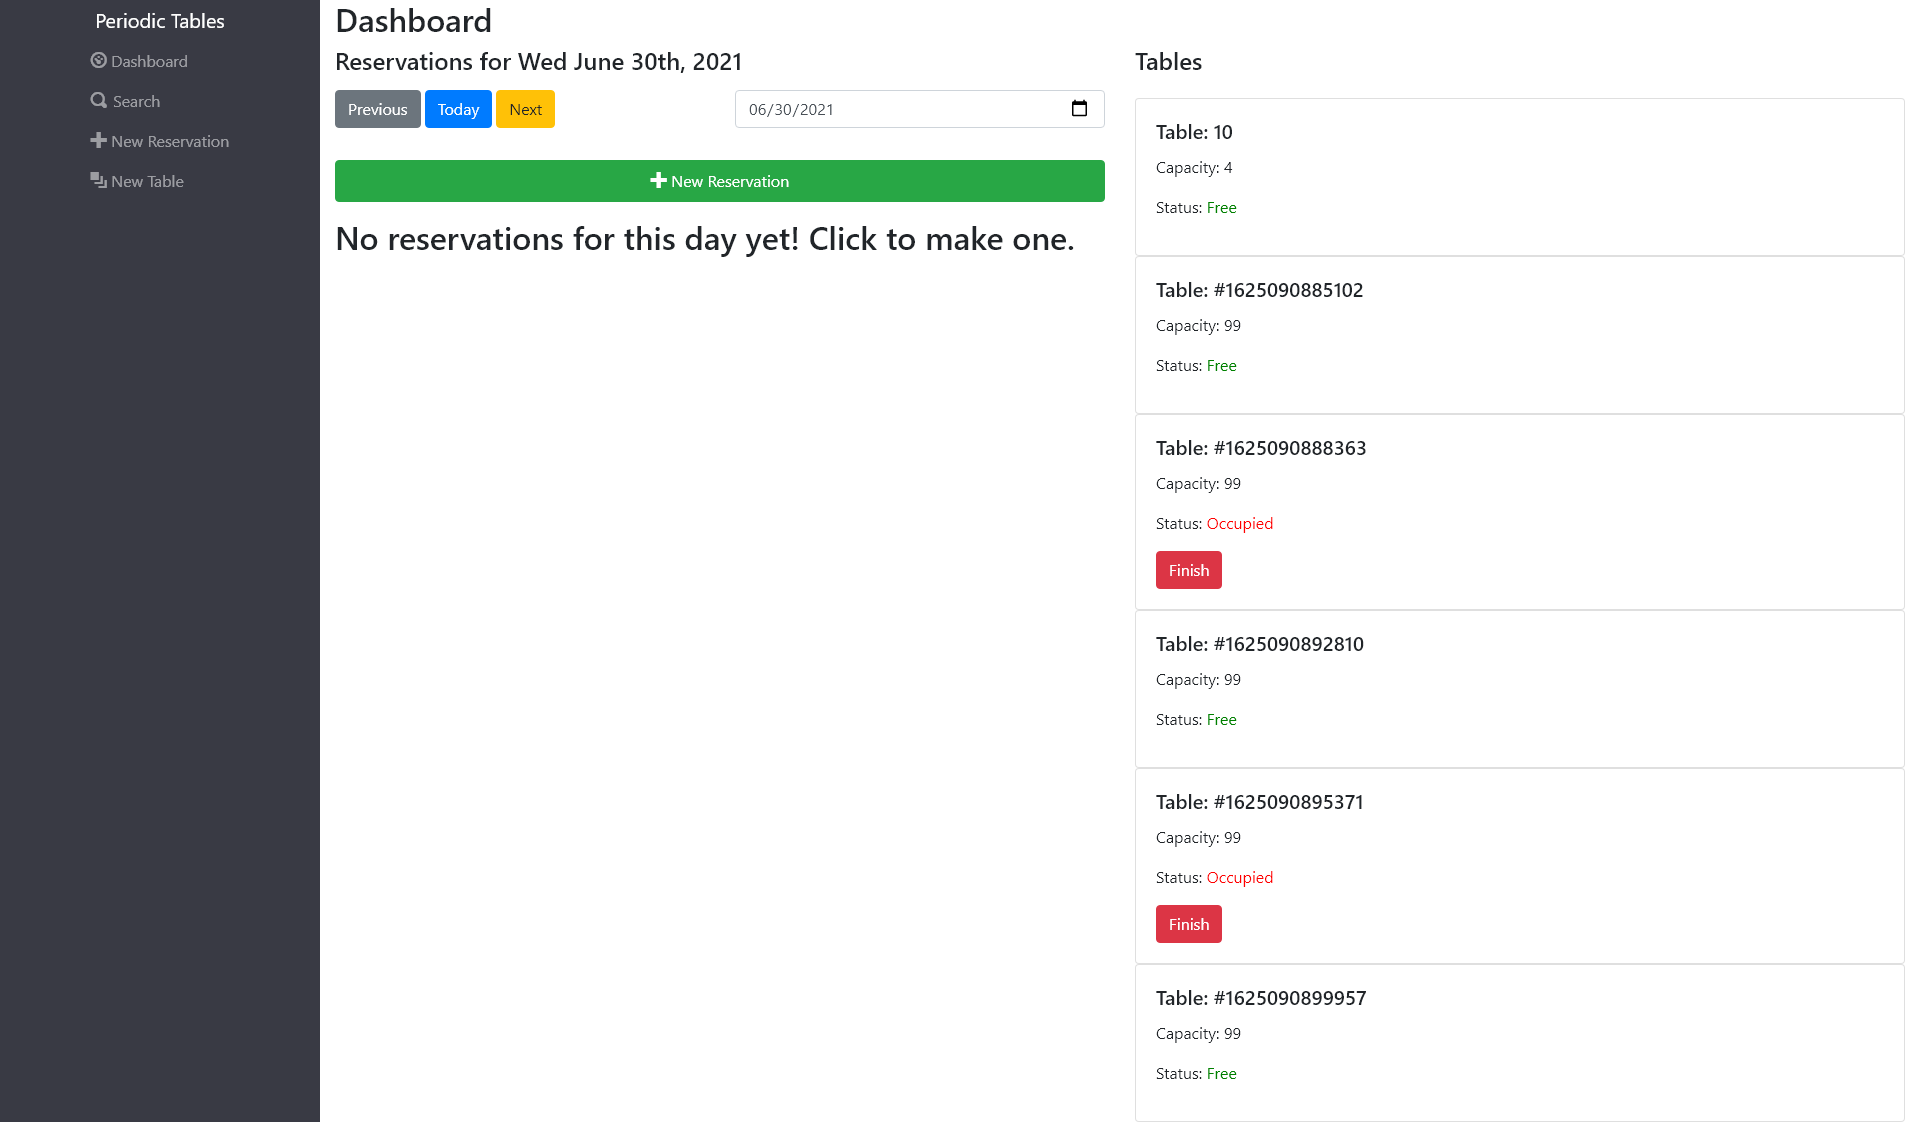 Periodic Tables
Dashboard
Search
New Reservation
New Table
Dashboard
Reservations for Wed June 30th, 2021
Previous Today Next 06/30/2021
New Reservation
No reservations for this day yet! Click to make one.
Tables
Table: 10
Capacity: 4
Status: Free
Table: #1625090885102
Capacity: 99
Status: Free
Table: #1625090888363
Capacity: 99
Status: Occupied
Finish
Table: #1625090892810
Capacity: 99
Status: Free
Table: #1625090895371
Capacity: 99
Status: Occupied
Finish
Table: #1625090899957
Capacity: 99
Status: Free